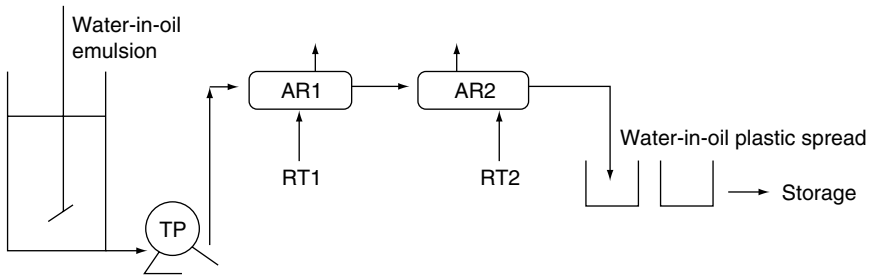 Water-in-oil
emulsion
AR1
AR2
Water-in-oil plastic spread
RT1
RT2
Storage
TP